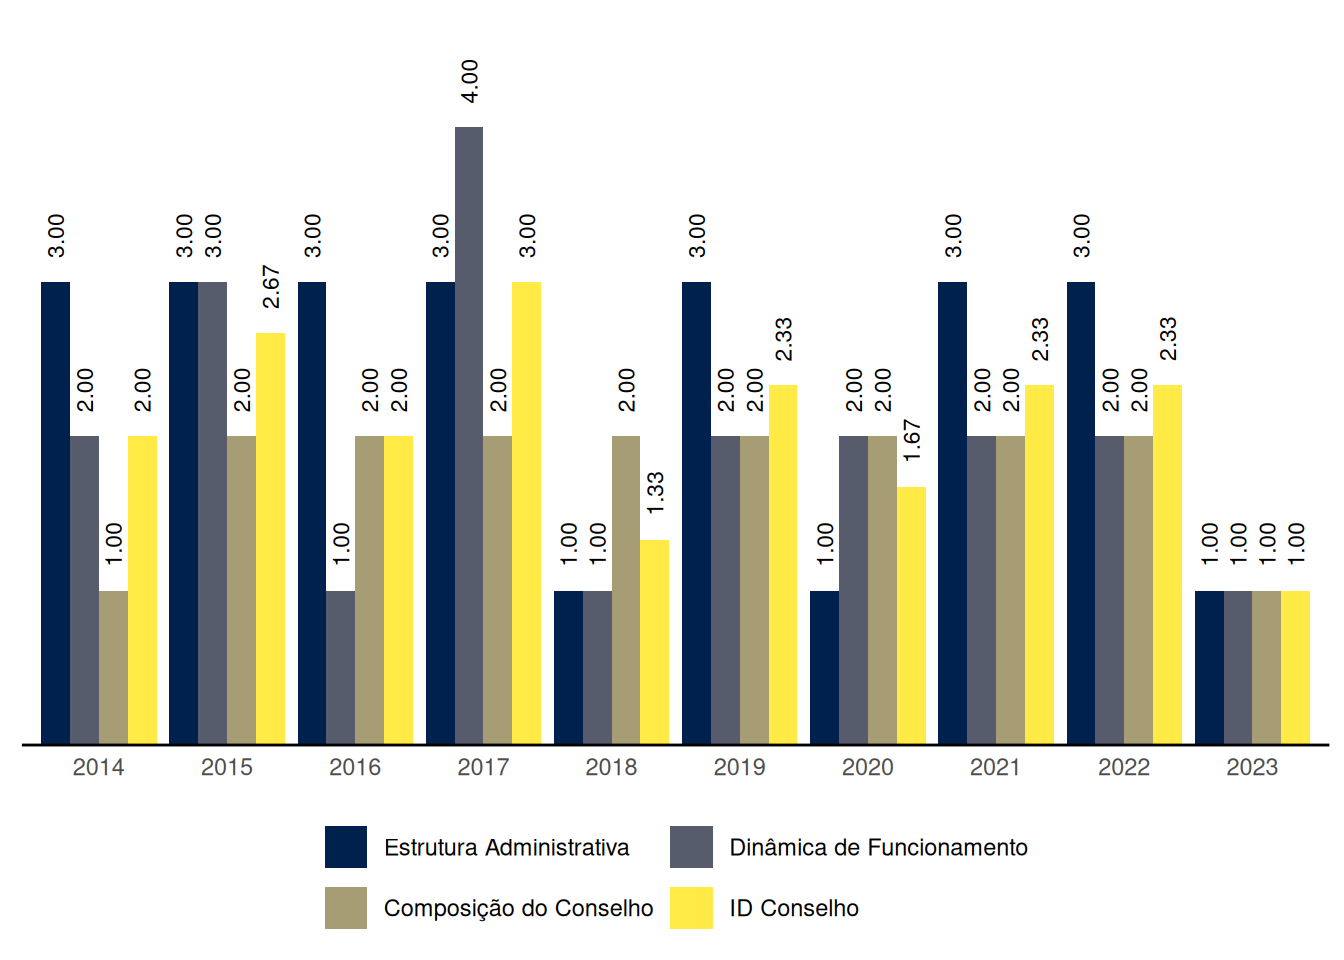 4.00
3.00 3.00 3.00 3.00 3.00 3.00 3.00 3.00 3.00
2.67
2.33 2.33 2.33
2.00 2.00 2.00 2.00 2.00 2.00 2.00 2.00 2.00 2.00 2.00 2.00 2.00 2.00
1.67
1.33
1.00 1.00 1.00 1.00 1.00 1.00 1.00 1.00 1.00
2014 2015 2016 2017 2018 2019 2020 2021 2022 2023
Estrutura Administrativa Dinâmica de Funcionamento
Composição do Conselho ID Conselho